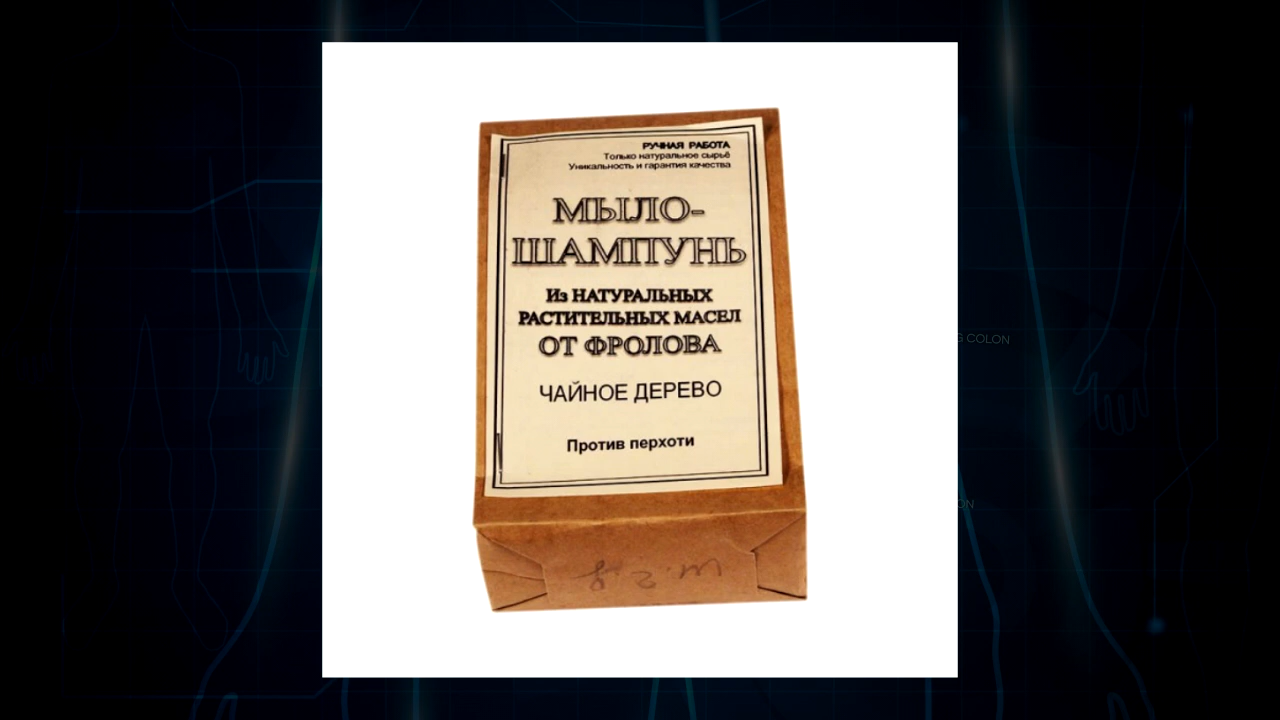 РУЧНАЯ РАБОТА
Только натуральное сырьё
Уникальность и гарантия качества
МЫЛО-
ШАМПУНЬ
Из НАТУРАЛЬНЫХ
РАСТИТЕЛЬНЫХ МАСЕЛ
ОТ ФРОЛОВА
ЧАЙНОЕ ДЕРЕВО
Против перхоти
COLON